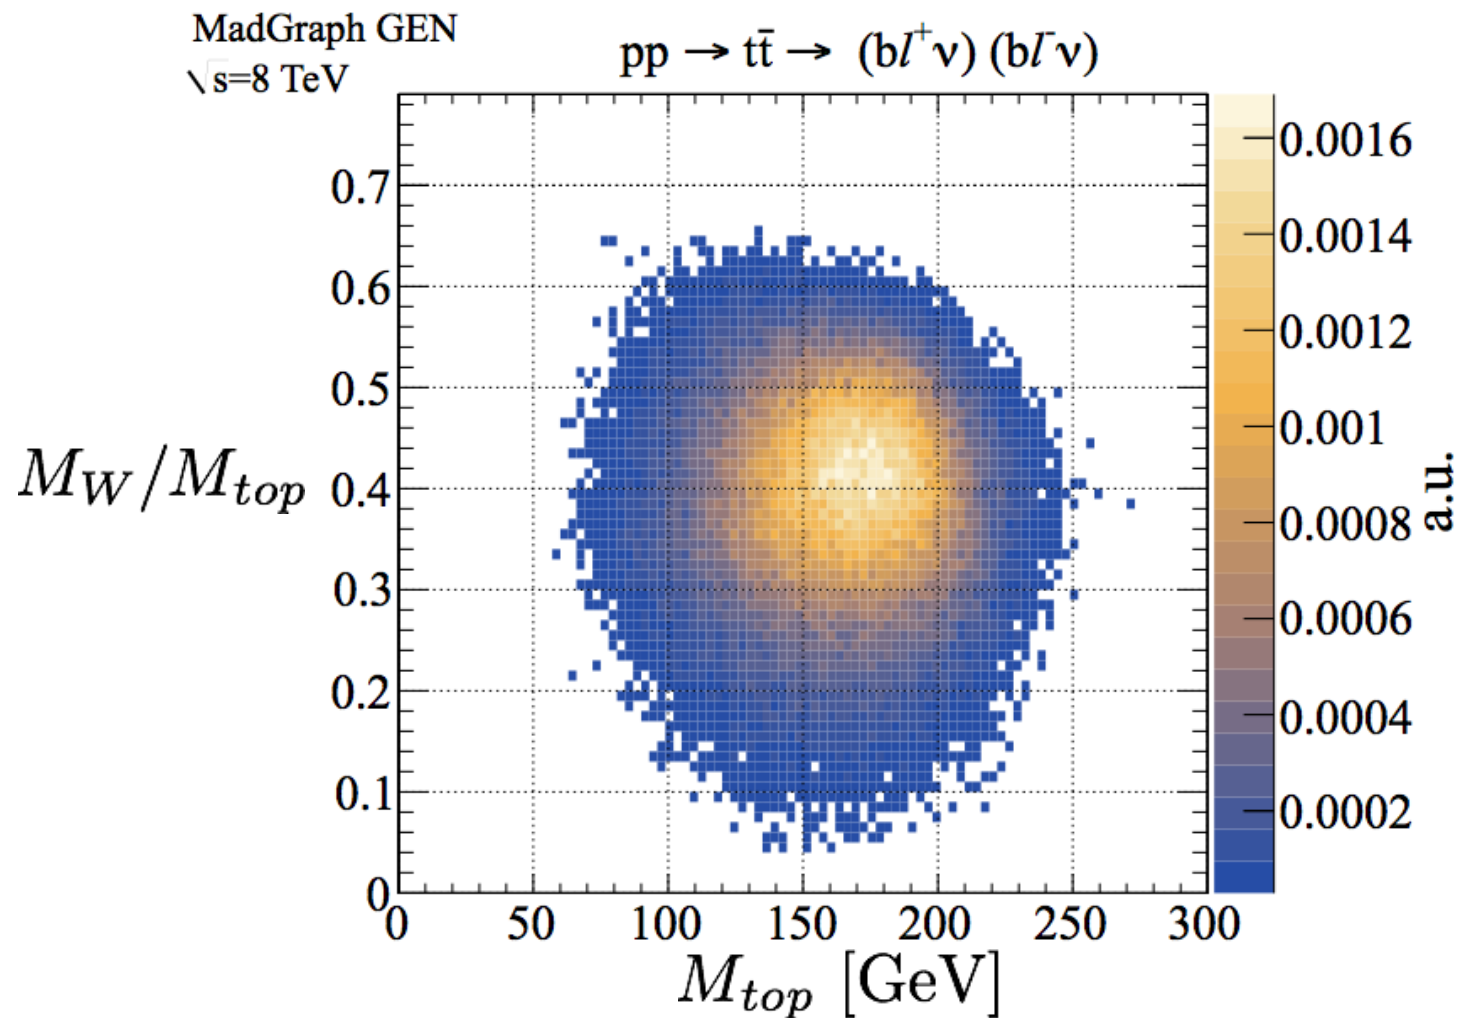 MadGraph GEN
√s=8 TeV
pp → tt̄ → (bl⁺ν) (bl⁻ν)
0.7
0.6
0.5
0.4
0.3
0.2
0.1
0
M_W/M_top
0 50 100 150 200 250 300
M_top [GeV]
0.0016
0.0014
0.0012
0.001
0.0008
0.0006
0.0004
0.0002
a.u.